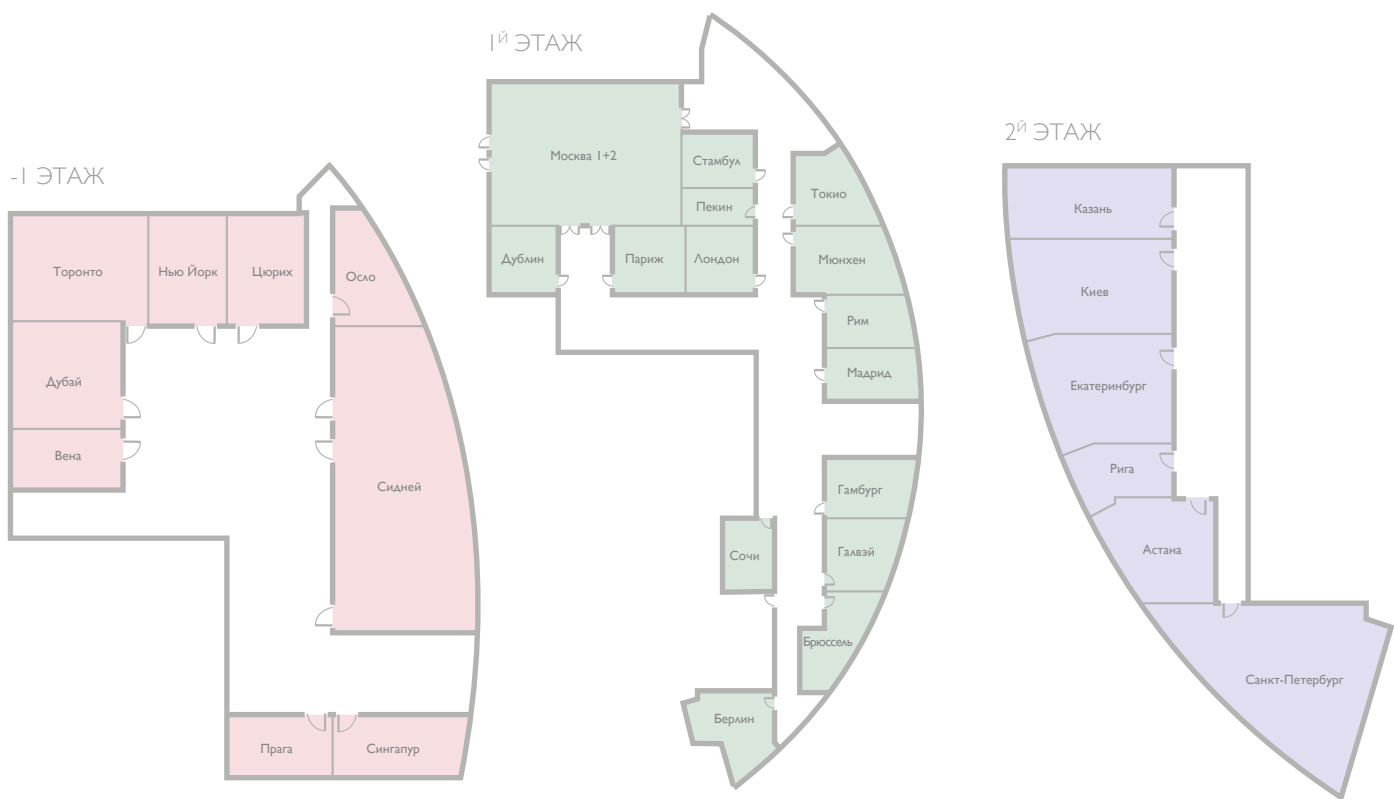 -1 ЭТАЖ
Торонто
Нью Йорк
Цюрих
Осло
Дубай
Вена
Сидней
Прага
Сингапур
1й ЭТАЖ
Москва 1+2
Стамбул
Пекин
Токио
Дублин
Париж
Лондон
Мюнхен
Рим
Мадрид
Гамбург
Галвэй
Сочи
Брюссель
Берлин
2й ЭТАЖ
Казань
Киев
Екатеринбург
Рига
Астана
Санкт-Петербург